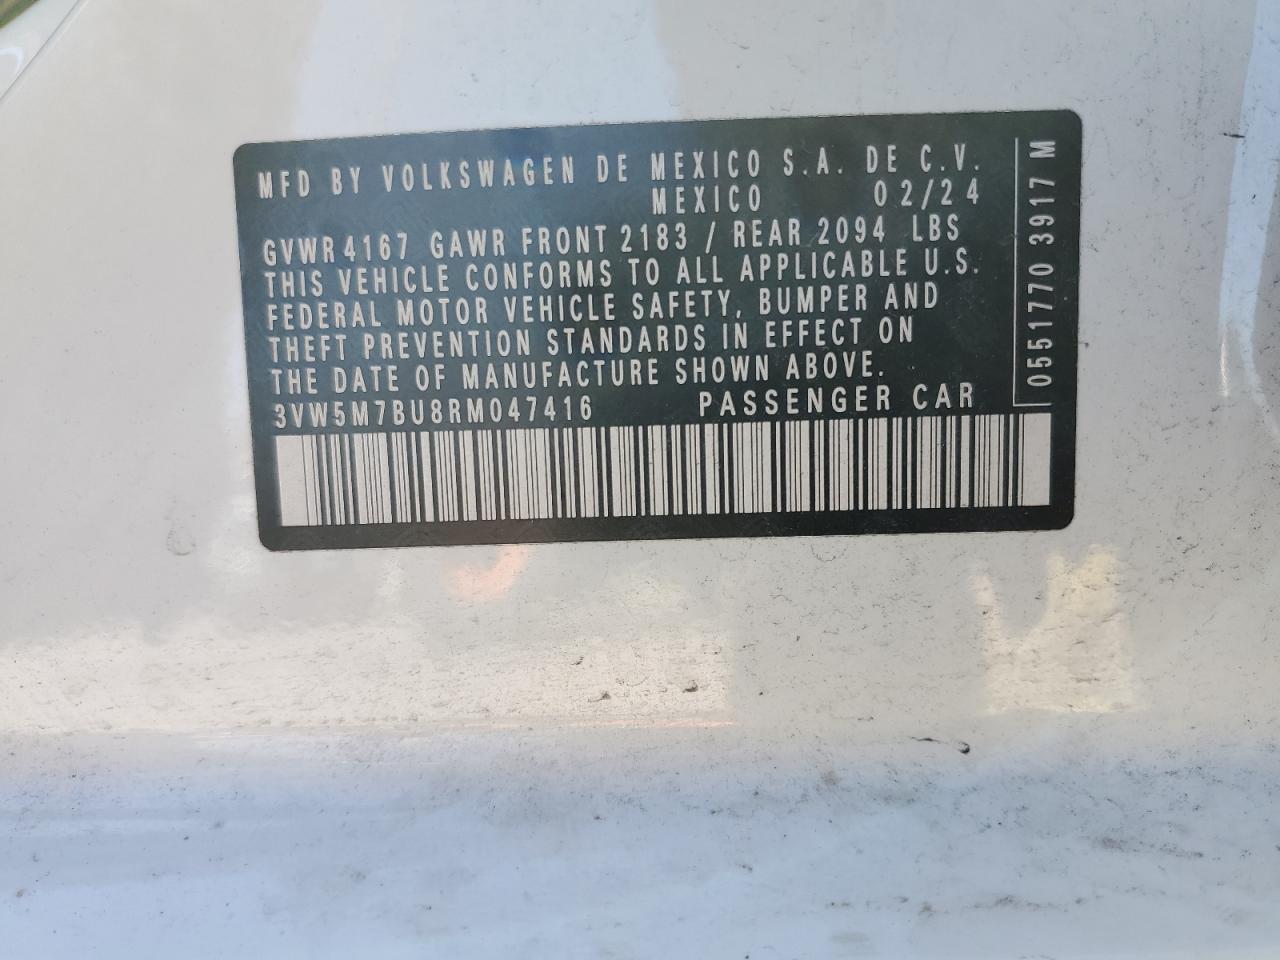 MFD BY VOLKSWAGEN DE MEXICO S.A. DE C.V.
MEXICO 02/24
GVWR 4167 GAWR FRONT 2183 / REAR 2094 LBS
THIS VEHICLE CONFORMS TO ALL APPLICABLE U.S.
FEDERAL MOTOR VEHICLE SAFETY, BUMPER AND
THEFT PREVENTION STANDARDS IN EFFECT ON
THE DATE OF MANUFACTURE SHOWN ABOVE.
3VW5M7BU8RM047416 PASSENGER CAR
0551770 3917 M